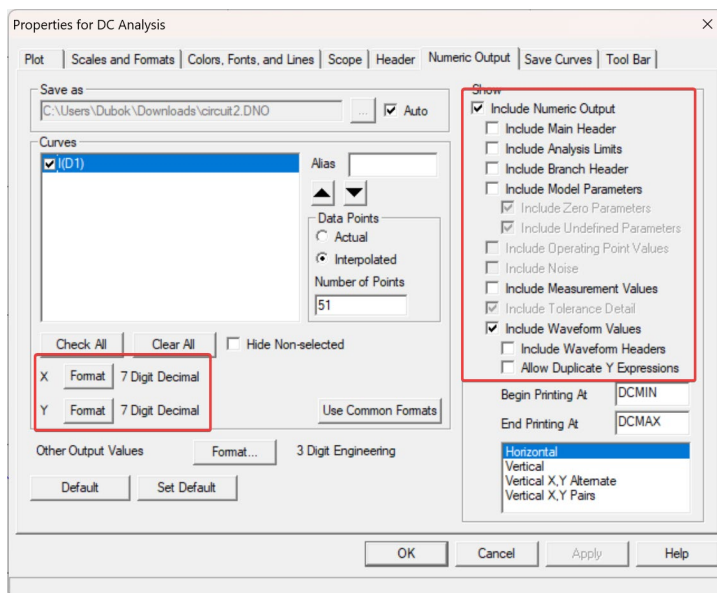 Properties for DC Analysis
Plot
Scales and Formats
Colors, Fonts, and Lines
Scope
Header
Numeric Output
Save Curves
Tool Bar
Save as
C:\Users\Dubok\Downloads\circuit2.DNO
...
Auto
Curves
I(D1)
Alias
Data Points
Actual
Interpolated
Number of Points
51
Check All
Clear All
Hide Non-selected
X Format 7 Digit Decimal
Y Format 7 Digit Decimal
Use Common Formats
Other Output Values
Format...
3 Digit Engineering
Default
Set Default
Show
Include Numeric Output
Include Main Header
Include Analysis Limits
Include Branch Header
Include Model Parameters
Include Zero Parameters
Include Undefined Parameters
Include Operating Point Values
Include Noise
Include Measurement Values
Include Tolerance Detail
Include Waveform Values
Include Waveform Headers
Allow Duplicate Y Expressions
Begin Printing At DCMIN
End Printing At DCMAX
Horizontal
Vertical
Vertical X,Y Alternate
Vertical X,Y Pairs
OK
Cancel
Apply
Help